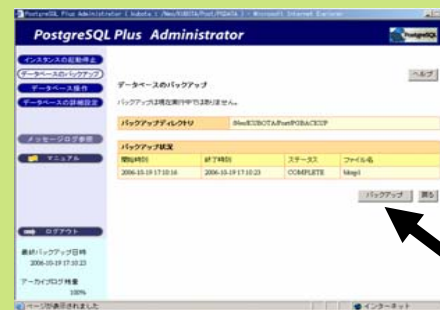 PostgreSQL Plus Administrator
PostgreSQL
インスタンスの起動停止
データベースのバックアップ
データベース操作
データベースの詳細設定
メッセージログ参照
マニュアル
ログアウト
最終バックアップ日時
2006-10-19 17:10:23
アーカイブログ残量
100%
ヘルプ
データベースのバックアップ
バックアップは現在実行中ではありません。
バックアップディレクトリ
バックアップ状況
開始時刻 終了時刻 ステータス ファイル名
2006-10-19 17:10:16 2006-10-19 17:10:23 COMPLETE
バックアップ 戻る
ページが表示されました
インターネット